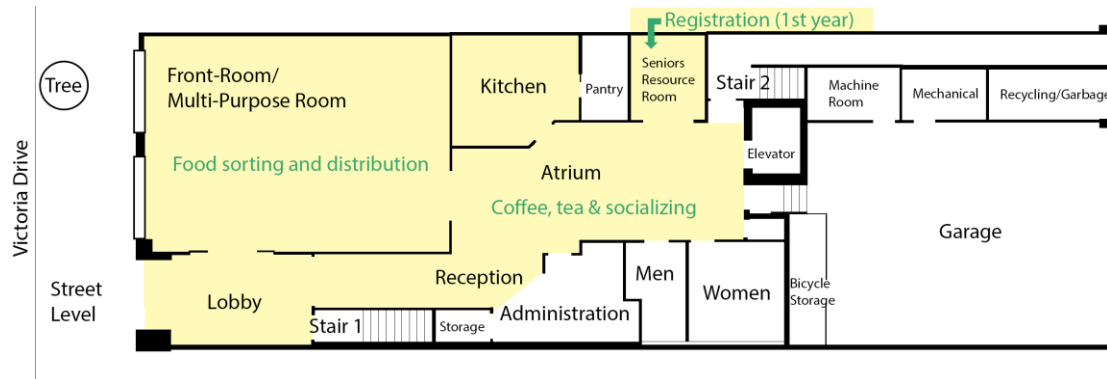 Registration (1st year)
Tree
Front-Room/
Multi-Purpose Room
Kitchen
Pantry
Seniors
Resource
Room
Stair 2
Machine
Room
Mechanical
Recycling/Garbage
Food sorting and distribution
Elevator
Atrium
Coffee, tea & socializing
Victoria Drive
Garage
Street
Level
Lobby
Reception
Men
Women
Bicycle
Storage
Stair 1
Storage
Administration